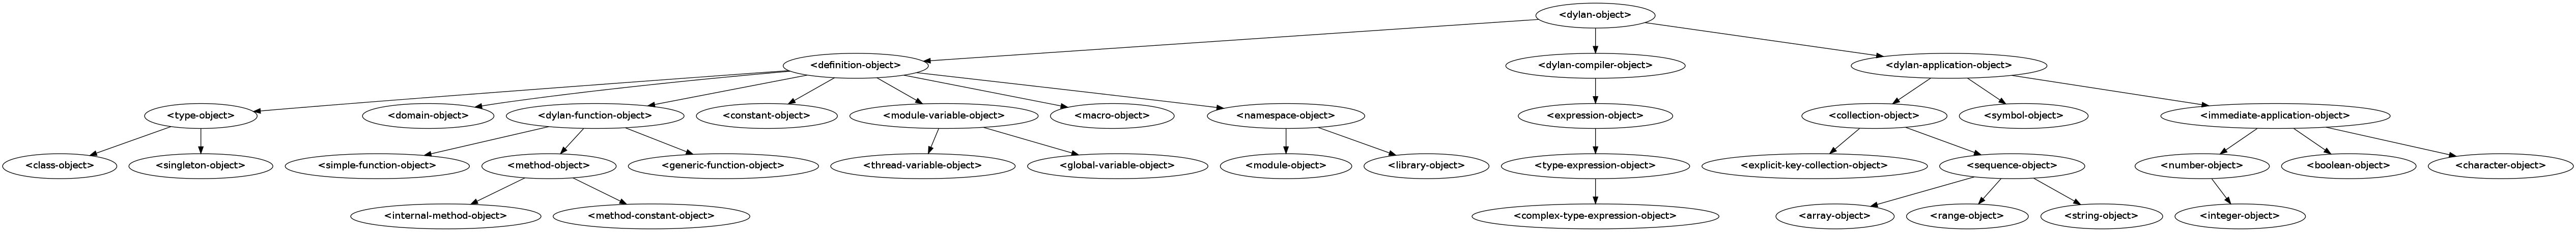 <dylan-object>
<definition-object>
<dylan-compiler-object>
<dylan-application-object>
<type-object>
<domain-object>
<dylan-function-object>
<constant-object>
<module-variable-object>
<macro-object>
<namespace-object>
<expression-object>
<collection-object>
<symbol-object>
<immediate-application-object>
<class-object>
<singleton-object>
<simple-function-object>
<method-object>
<generic-function-object>
<thread-variable-object>
<global-variable-object>
<module-object>
<library-object>
<type-expression-object>
<explicit-key-collection-object>
<sequence-object>
<number-object>
<boolean-object>
<character-object>
<internal-method-object>
<method-constant-object>
<complex-type-expression-object>
<array-object>
<range-object>
<string-object>
<integer-object>